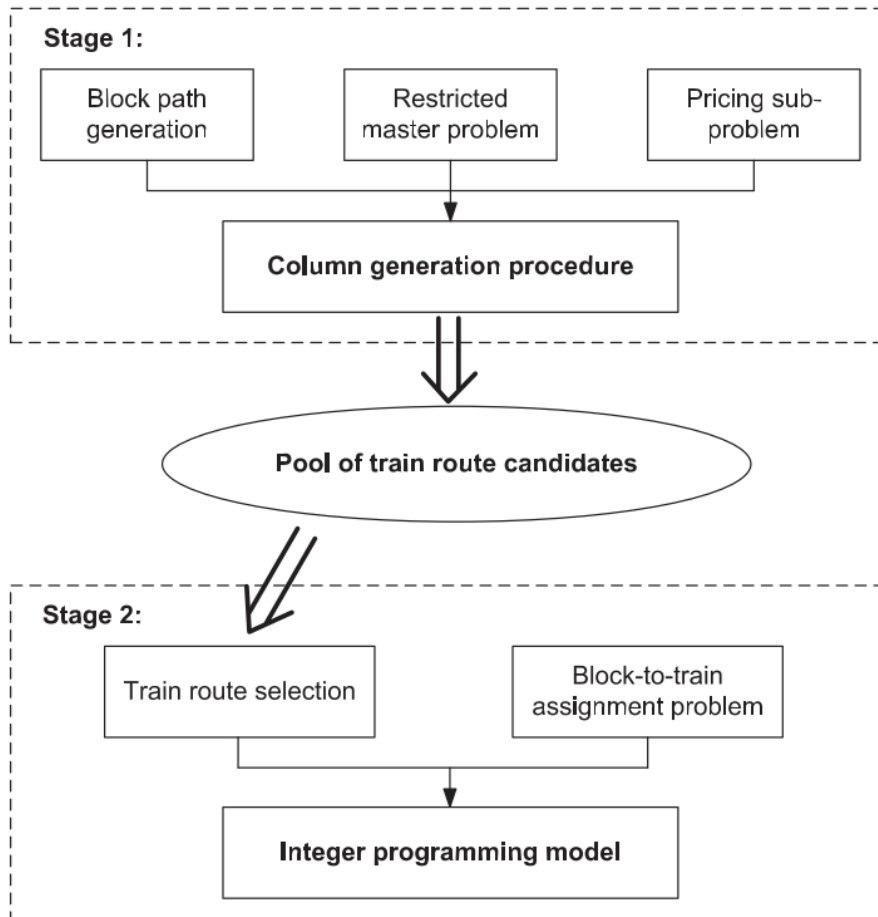 Stage 1:
Block path
generation
Restricted
master problem
Pricing sub-
problem
Column generation procedure
Pool of train route candidates
Stage 2:
Train route selection
Block-to-train
assignment problem
Integer programming model